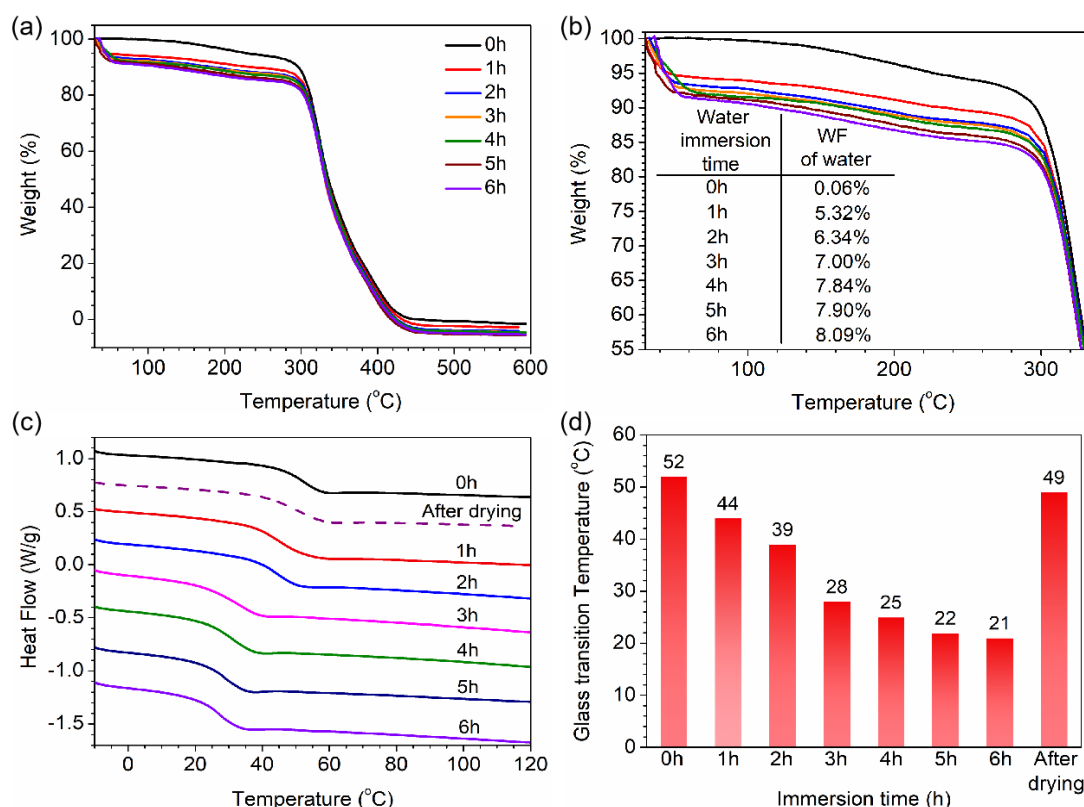 (a)
100
80
60
40
20
0
Weight (%)
0h
1h
2h
3h
4h
5h
6h
100 200 300 400 500 600
Temperature (°C)
(b)
100
95
90
85
80
75
70
65
60
55
Weight (%)
Water immersion time WF of water
0h 0.06%
1h 5.32%
2h 6.34%
3h 7.00%
4h 7.84%
5h 7.90%
6h 8.09%
100 200 300
Temperature (°C)
(c)
1.0
0.5
0.0
-0.5
-1.0
-1.5
Heat Flow (W/g)
0h
After drying
1h
2h
3h
4h
5h
6h
0 20 40 60 80 100 120
Temperature (°C)
(d)
60
50
40
30
20
10
0
Glass transition Temperature (°C)
52 44 39 28 25 22 21 49
0h 1h 2h 3h 4h 5h 6h After
drying
Immersion time (h)